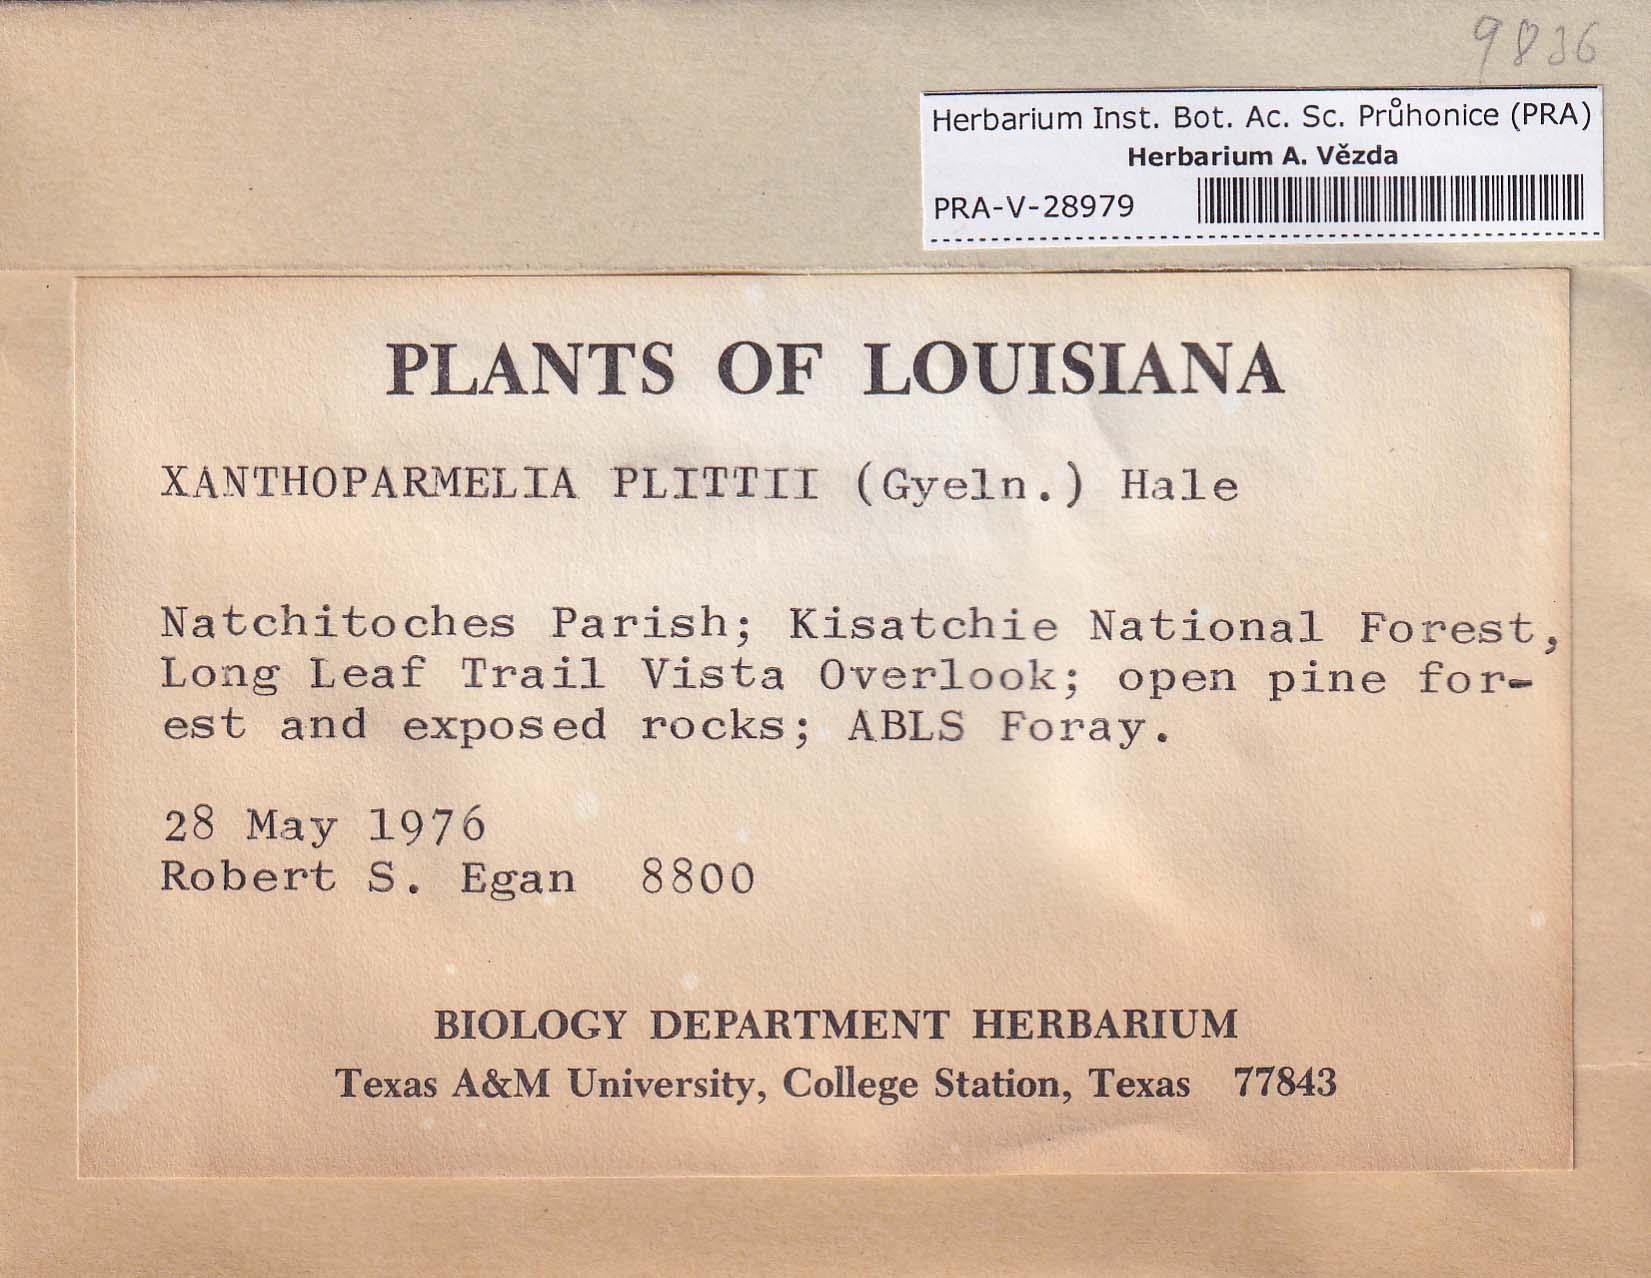 9836
Herbarium Inst. Bot. Ac. Sc. Průhonice (PRA)
Herbarium A. Vězda
PRA-V-28979
PLANTS OF LOUISIANA
XANTHOPARMELIA PLITTII (Gyeln.) Hale
Natchitoches Parish; Kisatchie National Forest,
Long Leaf Trail Vista Overlook; open pine for-
est and exposed rocks; ABLS Foray.
28 May 1976
Robert S. Egan 8800
BIOLOGY DEPARTMENT HERBARIUM
Texas A&M University, College Station, Texas 77843